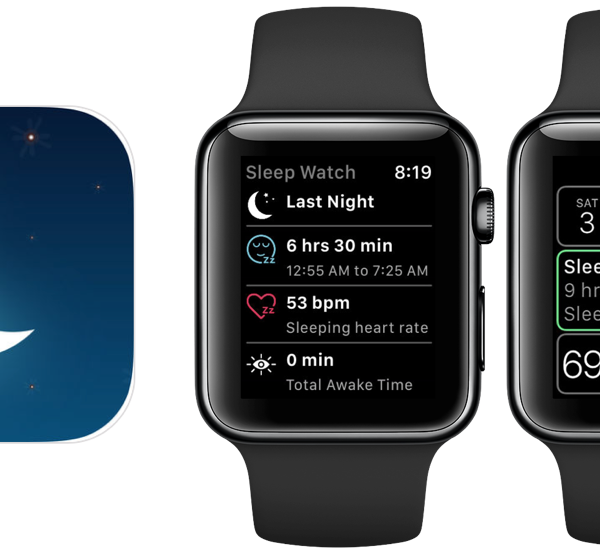 Sleep Watch 8:19
Last Night
6 hrs 30 min
12:55 AM to 7:25 AM
53 bpm
Sleeping heart rate
0 min
Total Awake Time
SAT
3
Slee
9 hr
Slee
69